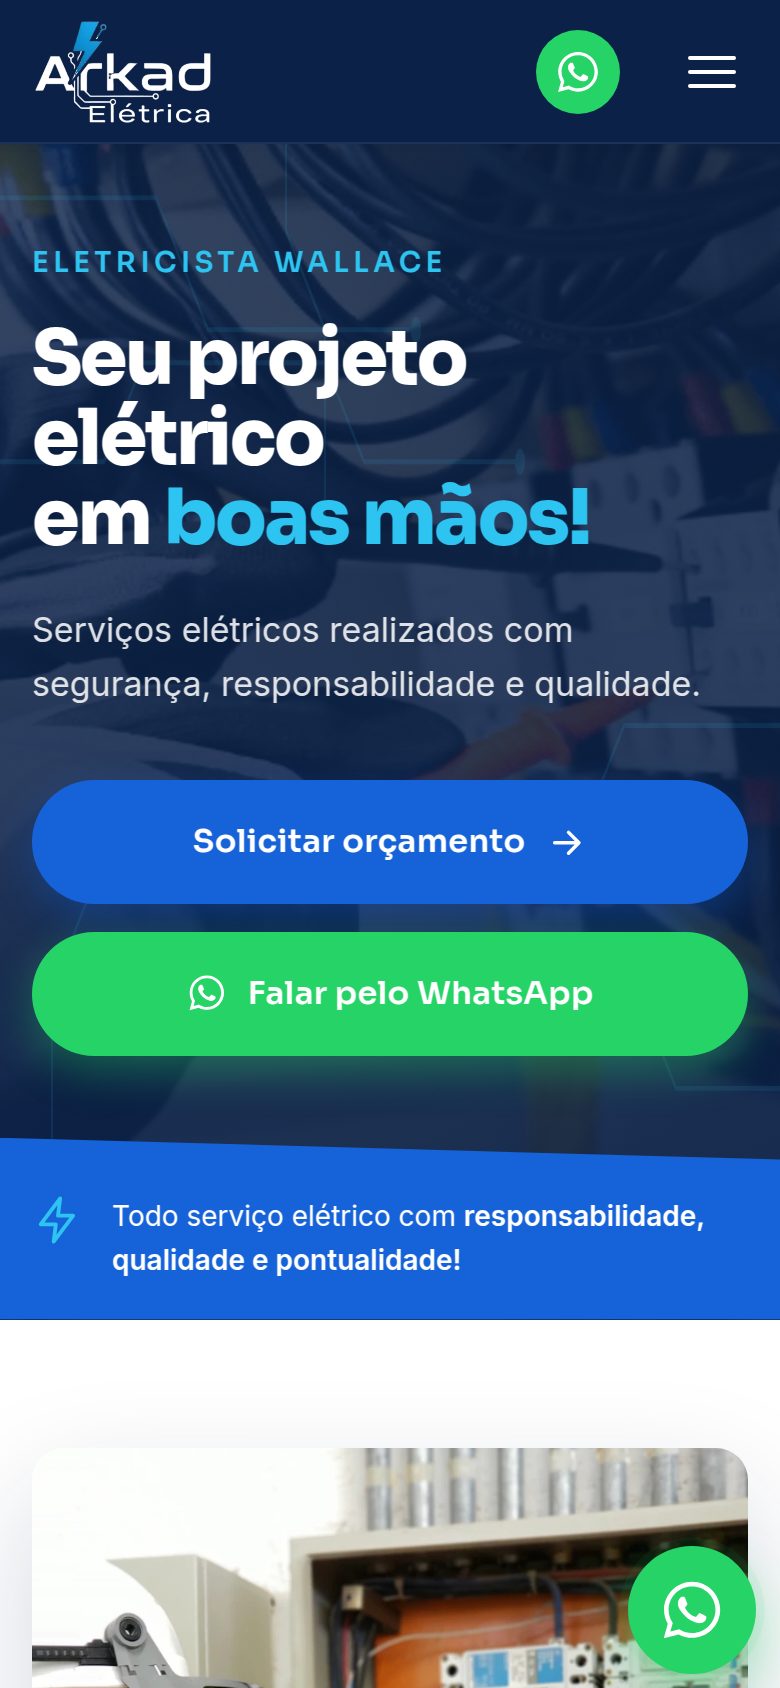 Arkad
Elétrica
ELETRICISTA WALLACE
Seu projeto
elétrico
em boas mãos!
Serviços elétricos realizados com
segurança, responsabilidade e qualidade.
Solicitar orçamento →
Falar pelo WhatsApp
Todo serviço elétrico com responsabilidade,
qualidade e pontualidade!